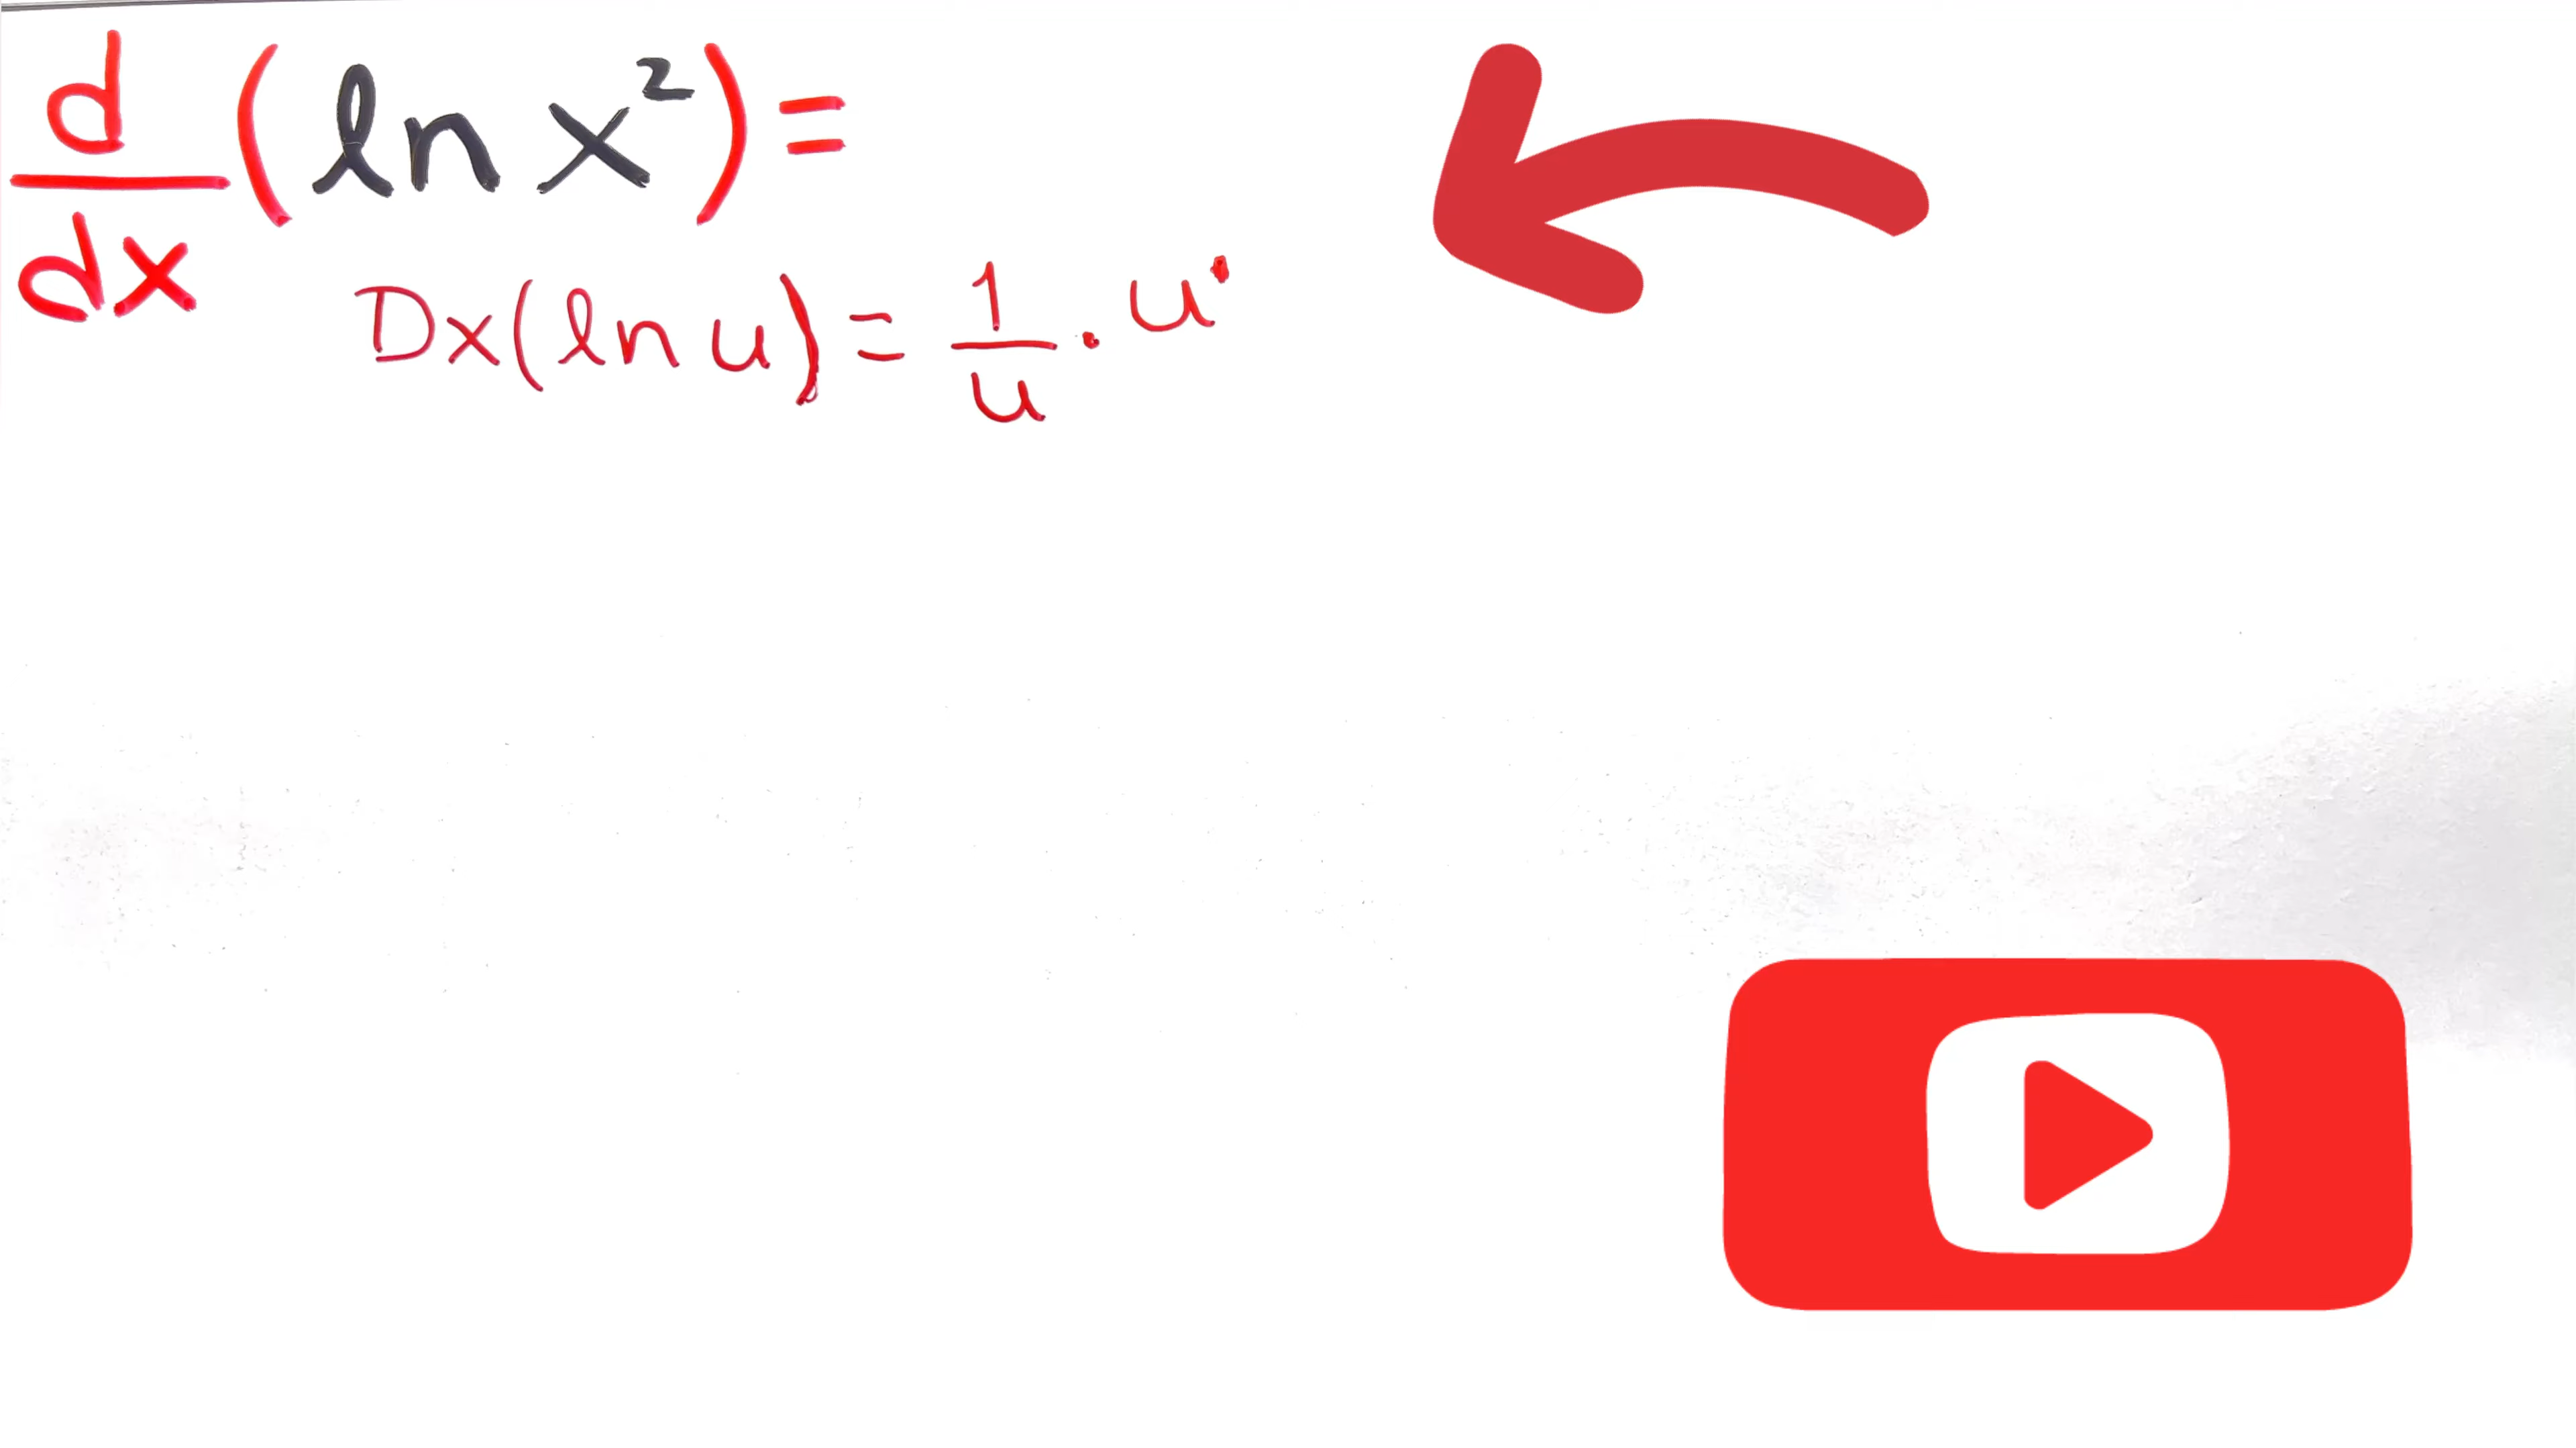 d/dx (ln x²) =
Dx(ln u) = 1/u · u'